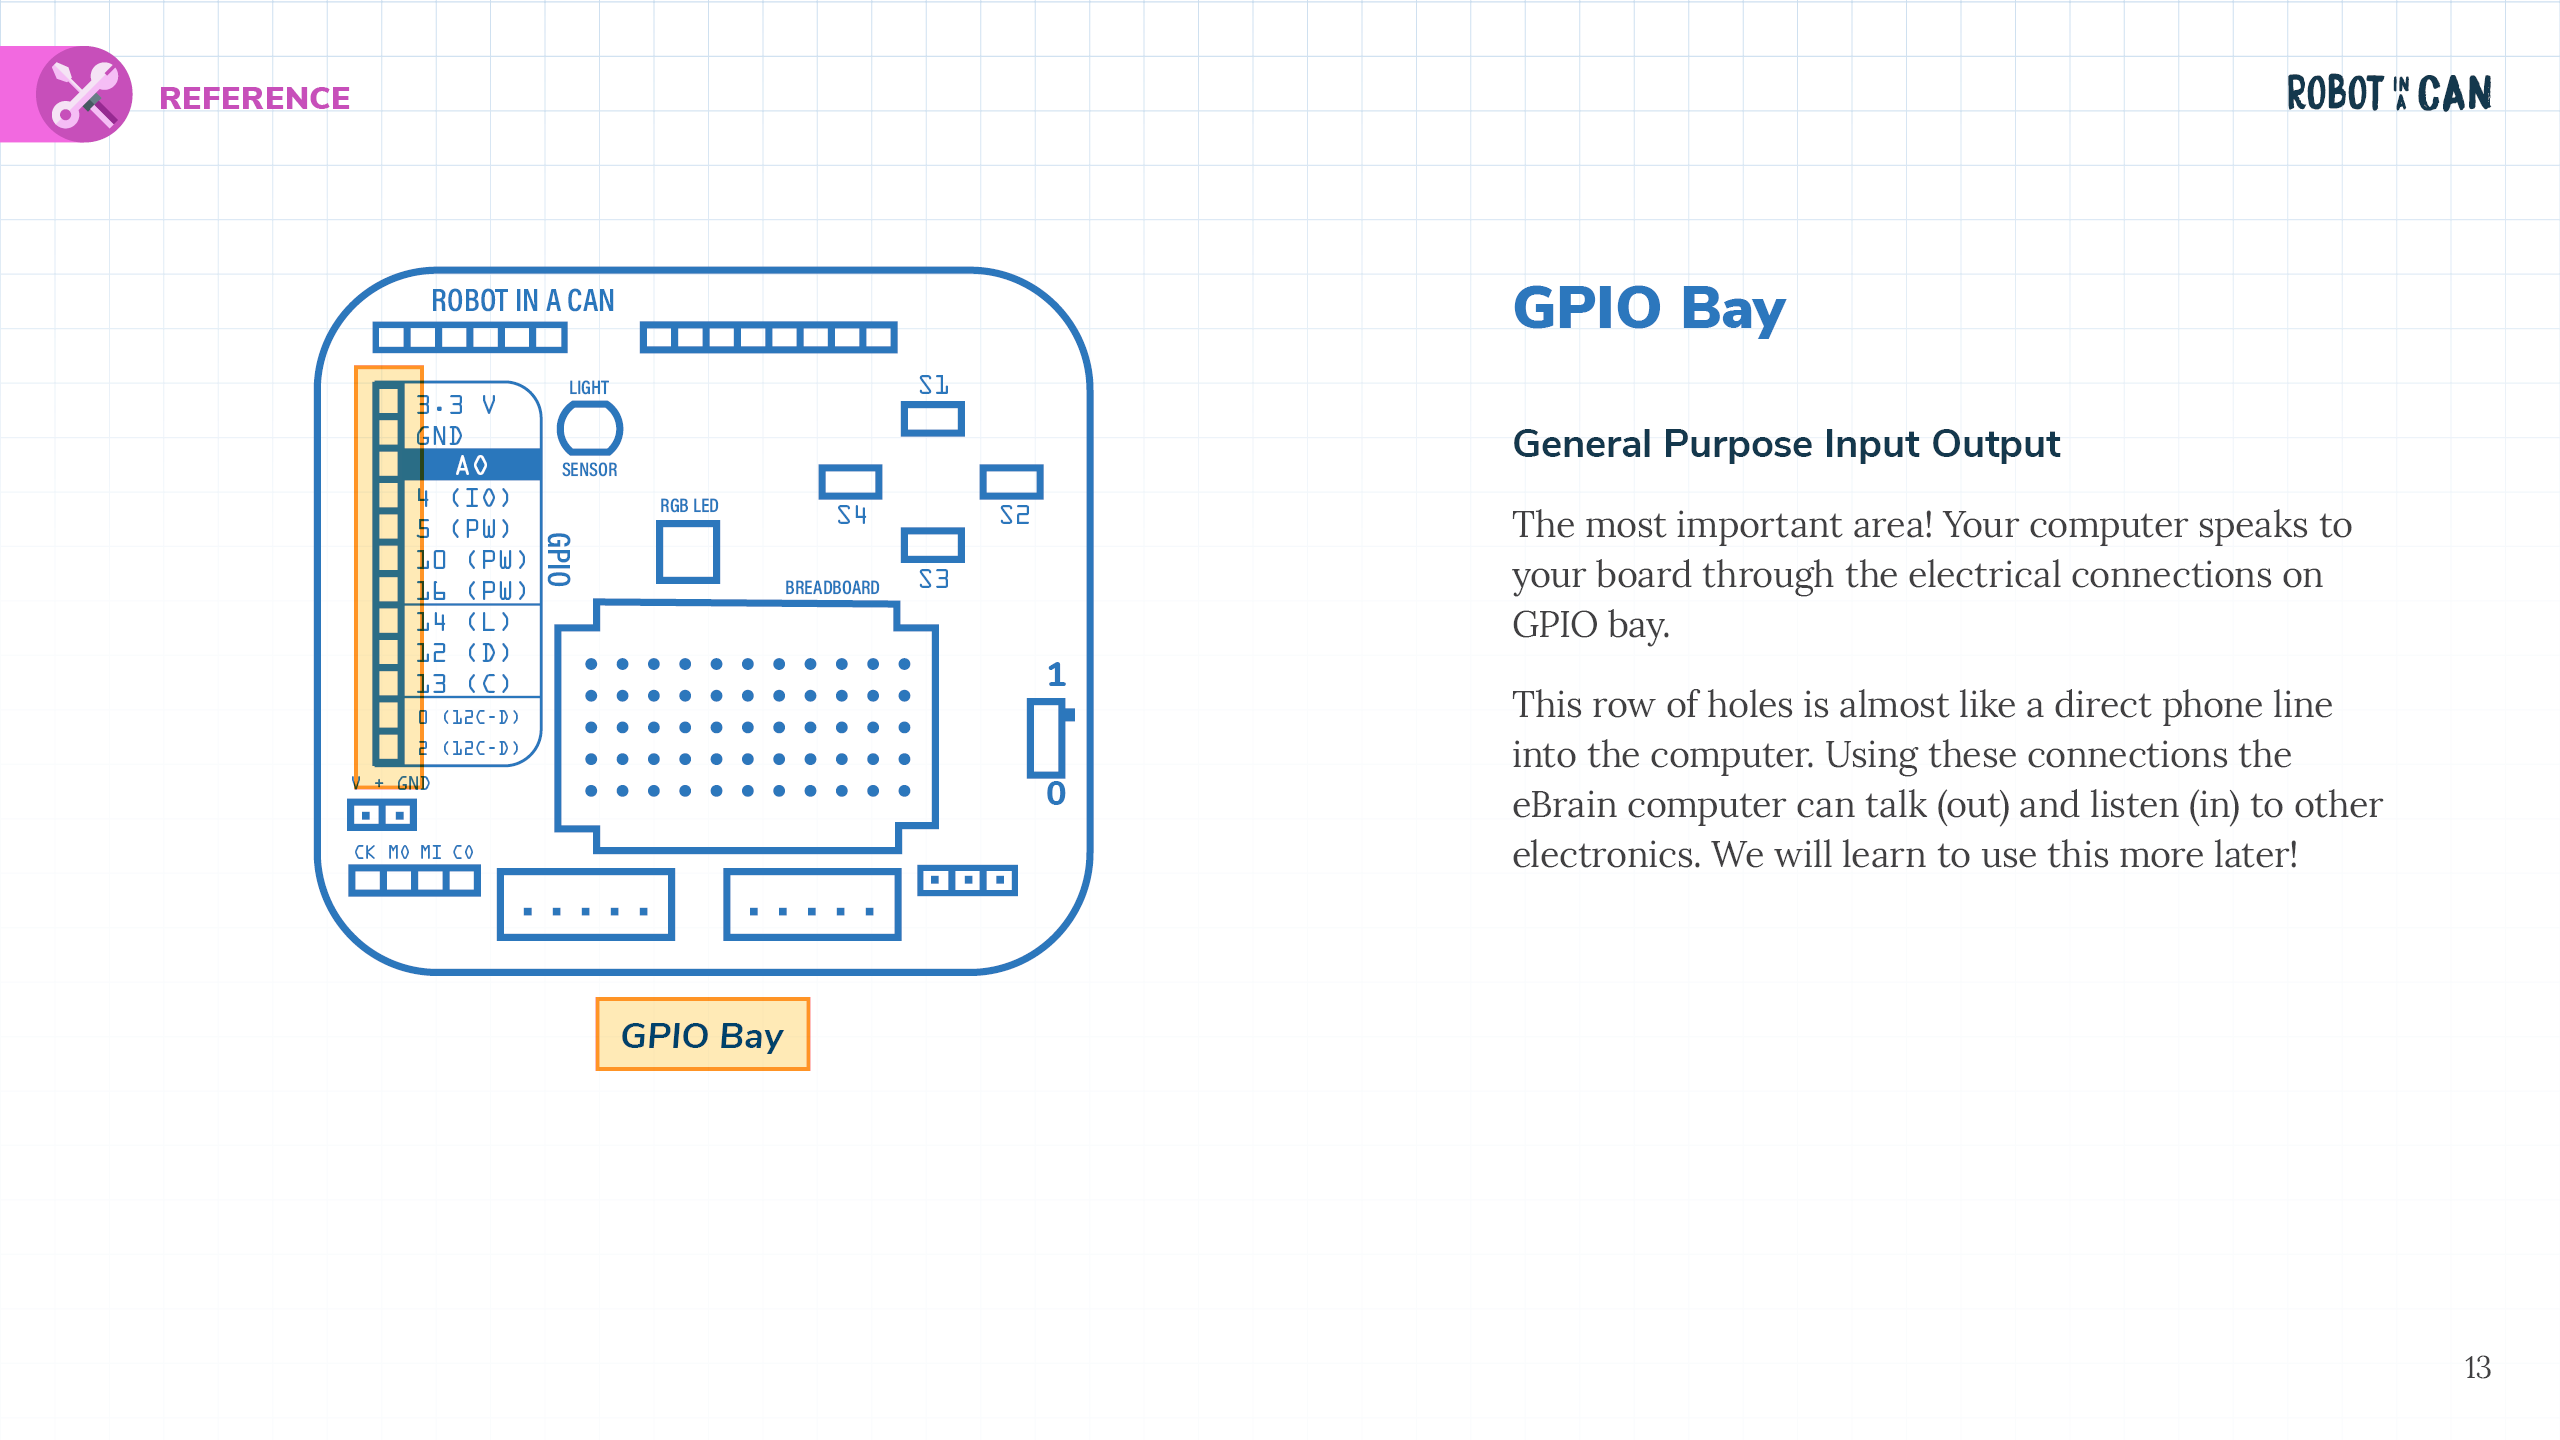 REFERENCE
ROBOT IN A CAN
ROBOT IN A CAN
LIGHT
SENSOR
3.3 V
GND
A0
4 (IO)
5 (PW)
10 (PW)
16 (PW)
14 (L)
12 (D)
13 (C)
0 (12C-D)
2 (12C-D)
GPIO
V + GND
CK MO MI CO
RGB LED
S1
S4
S2
S3
BREADBOARD
1
0
GPIO Bay
GPIO Bay
General Purpose Input Output
The most important area! Your computer speaks to
your board through the electrical connections on
GPIO bay.
This row of holes is almost like a direct phone line
into the computer. Using these connections the
eBrain computer can talk (out) and listen (in) to other
electronics. We will learn to use this more later!
13